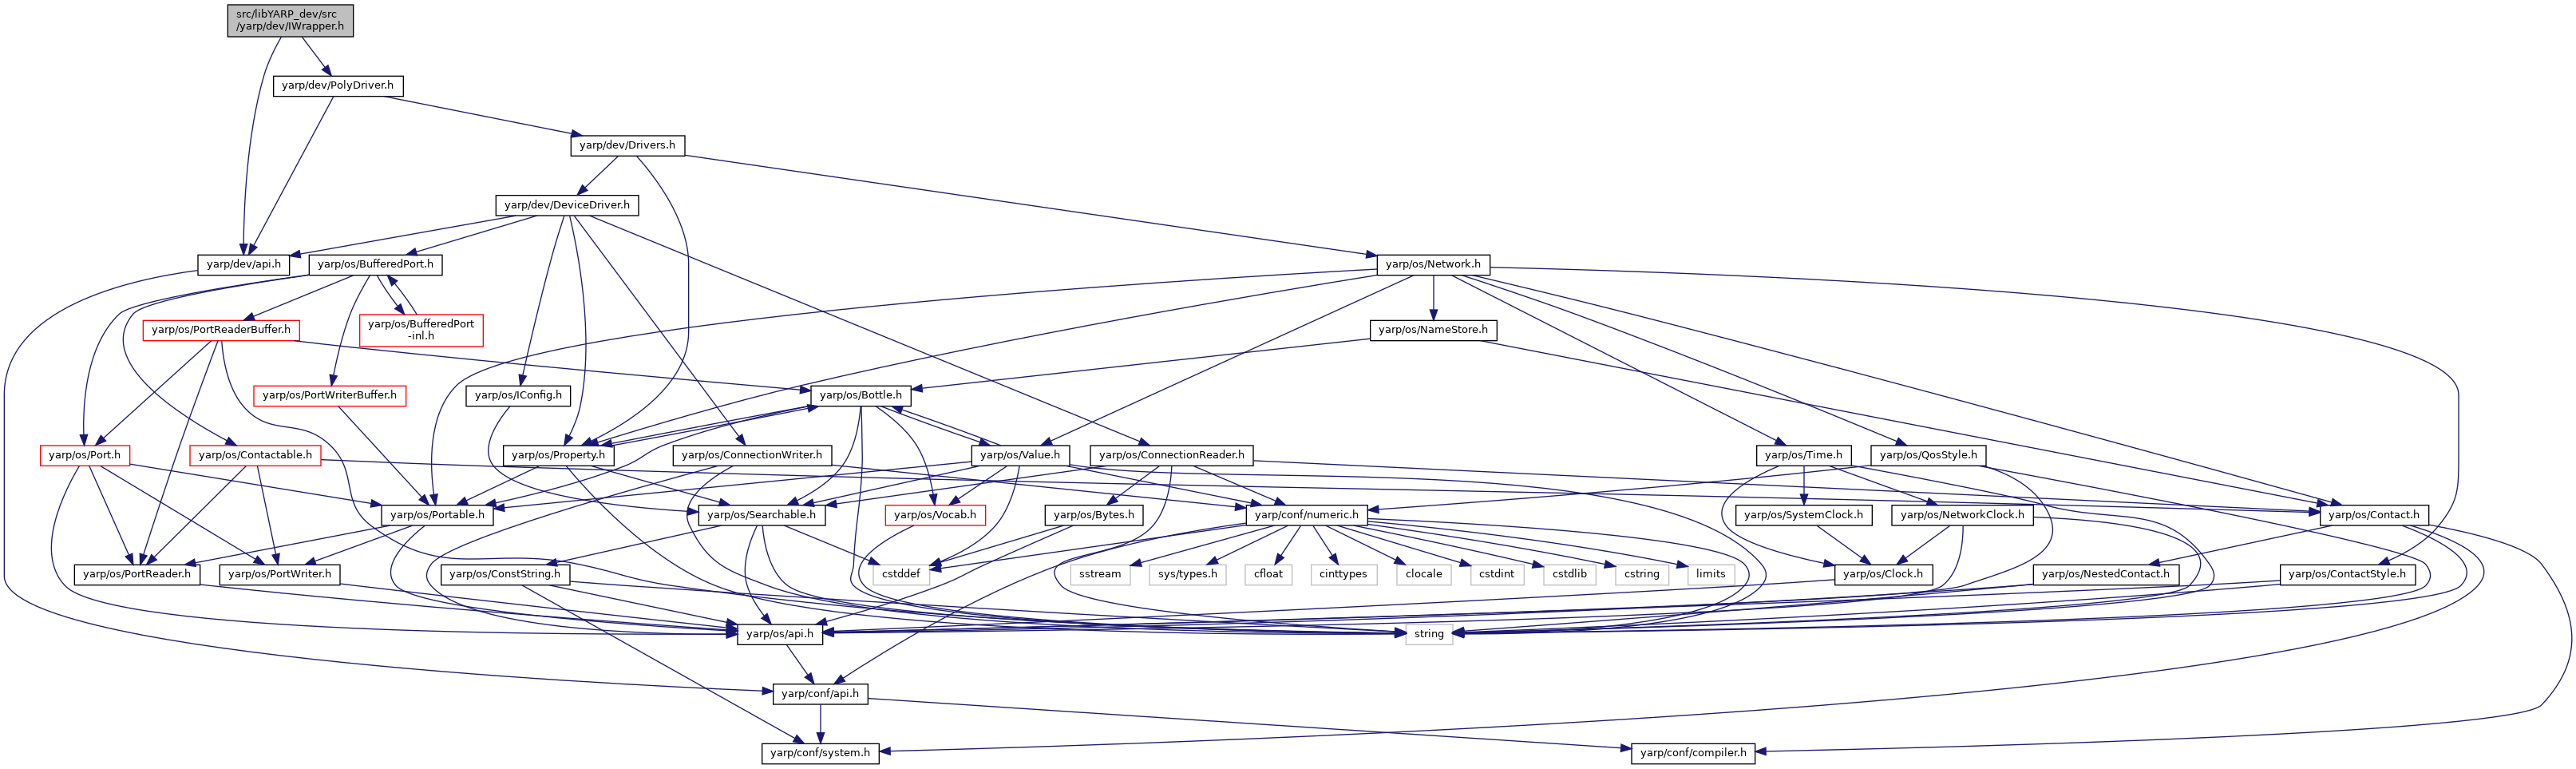 src/libYARP_dev/src
/yarp/dev/IWrapper.h
yarp/dev/PolyDriver.h
yarp/dev/Drivers.h
yarp/dev/DeviceDriver.h
yarp/dev/api.h
yarp/os/BufferedPort.h
yarp/os/Network.h
yarp/os/PortReaderBuffer.h
yarp/os/BufferedPort
-inl.h
yarp/os/NameStore.h
yarp/os/PortWriterBuffer.h
yarp/os/IConfig.h
yarp/os/Bottle.h
yarp/os/Port.h
yarp/os/Contactable.h
yarp/os/Property.h
yarp/os/ConnectionWriter.h
yarp/os/Value.h
yarp/os/ConnectionReader.h
yarp/os/Time.h
yarp/os/QosStyle.h
yarp/os/Portable.h
yarp/os/Searchable.h
yarp/os/Vocab.h
yarp/os/Bytes.h
yarp/conf/numeric.h
yarp/os/SystemClock.h
yarp/os/NetworkClock.h
yarp/os/Contact.h
yarp/os/PortReader.h
yarp/os/PortWriter.h
yarp/os/ConstString.h
cstddef
sstream
sys/types.h
cfloat
cinttypes
clocale
cstdint
cstdlib
cstring
limits
yarp/os/Clock.h
yarp/os/NestedContact.h
yarp/os/ContactStyle.h
yarp/os/api.h
string
yarp/conf/api.h
yarp/conf/system.h
yarp/conf/compiler.h